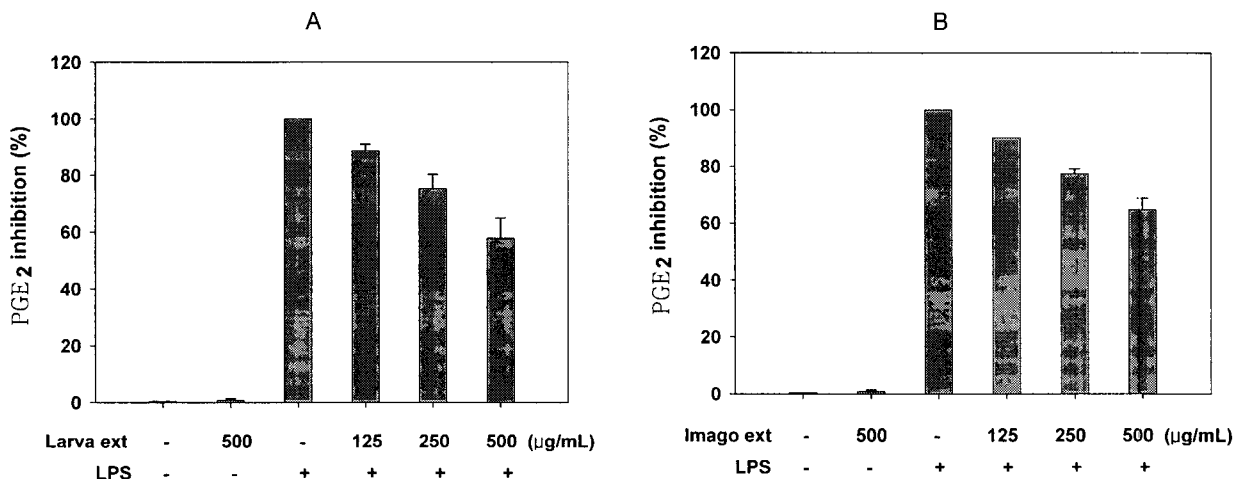 A
120
100
80
60
40
20
0
PGE2 inhibition (%)
Larva ext - 500 - 125 250 500 (μg/mL)
LPS - - + + + +
B
120
100
80
60
40
20
0
PGE2 inhibition (%)
Imago ext - 500 - 125 250 500 (μg/mL)
LPS - - + + + +